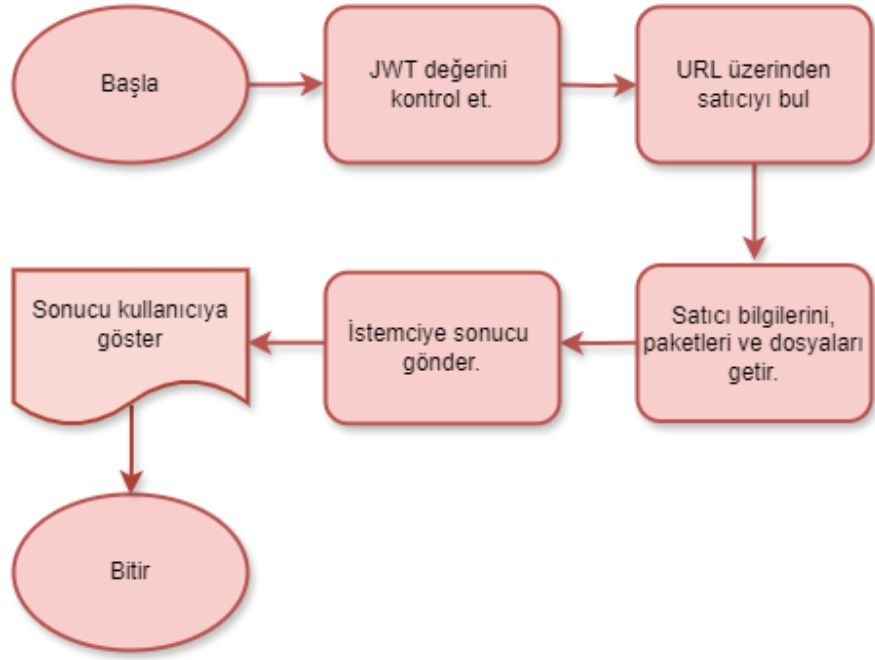 Başla
JWT değerini
kontrol et.
URL üzerinden
satıcıyı bul
Satıcı bilgilerini,
paketleri ve dosyaları
getir.
İstemciye sonucu
gönder.
Sonucu kullanıcıya
göster
Bitir